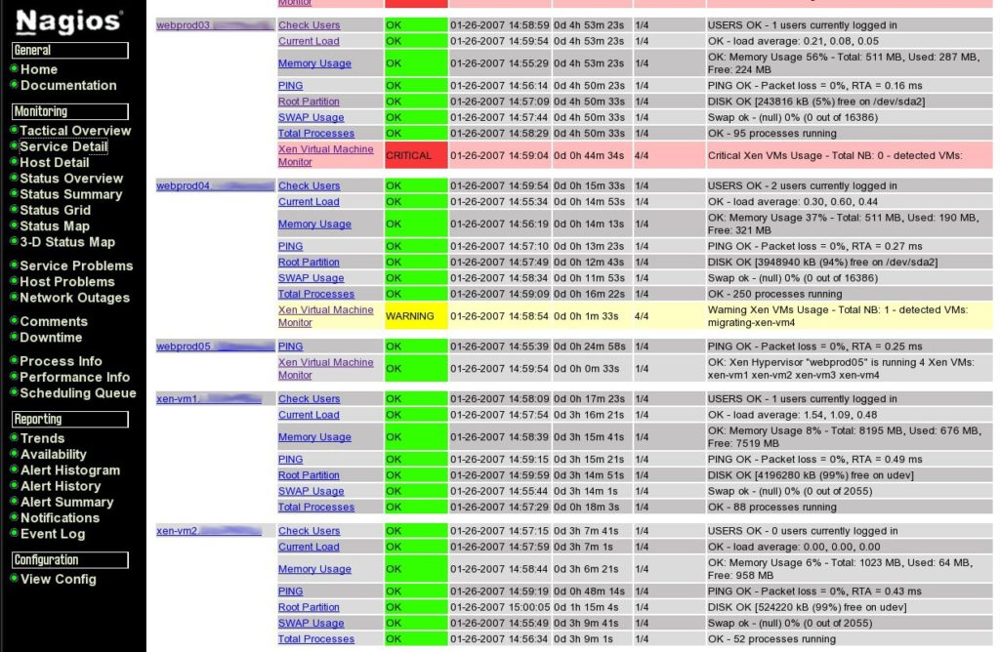 Nagios
General
Home
Documentation
Monitoring
Tactical Overview
Service Detail
Host Detail
Status Overview
Status Summary
Status Grid
Status Map
3-D Status Map
Service Problems
Host Problems
Network Outages
Comments
Downtime
Process Info
Performance Info
Scheduling Queue
Reporting
Trends
Availability
Alert Histogram
Alert History
Alert Summary
Notifications
Event Log
Configuration
View Config
Monitor
webprod03. Check Users OK 01-26-2007 14:58:59 0d 4h 53m 23s 1/4 USERS OK - 1 users currently logged in
Current Load OK 01-26-2007 14:59:54 0d 4h 53m 23s 1/4 OK - load average: 0.21, 0.08, 0.05
Memory Usage OK 01-26-2007 14:55:29 0d 4h 53m 23s 1/4 OK: Memory Usage 56% - Total: 511 MB, Used: 287 MB,
Free: 224 MB
PING OK 01-26-2007 14:56:14 0d 4h 50m 23s 1/4 PING OK - Packet loss = 0%, RTA = 0.16 ms
Root Partition OK 01-26-2007 14:57:09 0d 4h 50m 33s 1/4 DISK OK [243816 kB (5%) free on /dev/sda2]
SWAP Usage OK 01-26-2007 14:57:44 0d 4h 50m 33s 1/4 Swap ok - (null) 0% (0 out of 16386)
Total Processes OK 01-26-2007 14:58:29 0d 4h 50m 33s 1/4 OK - 95 processes running
Xen Virtual Machine
Monitor CRITICAL 01-26-2007 14:59:04 0d 0h 44m 34s 4/4 Critical Xen VMs Usage - Total NB: 0 - detected VMs:
webprod04. Check Users OK 01-26-2007 14:59:54 0d 0h 15m 33s 1/4 USERS OK - 2 users currently logged in
Current Load OK 01-26-2007 14:55:34 0d 0h 14m 53s 1/4 OK - load average: 0.30, 0.60, 0.44
Memory Usage OK 01-26-2007 14:56:19 0d 0h 14m 13s 1/4 OK: Memory Usage 37% - Total: 511 MB, Used: 190 MB,
Free: 321 MB
PING OK 01-26-2007 14:57:10 0d 0h 13m 23s 1/4 PING OK - Packet loss = 0%, RTA = 0.27 ms
Root Partition OK 01-26-2007 14:57:49 0d 0h 12m 43s 1/4 DISK OK [3948940 kB (94%) free on /dev/sda2]
SWAP Usage OK 01-26-2007 14:58:34 0d 0h 11m 53s 1/4 Swap ok - (null) 0% (0 out of 16386)
Total Processes OK 01-26-2007 14:59:09 0d 0h 16m 22s 1/4 OK - 250 processes running
Xen Virtual Machine
Monitor WARNING 01-26-2007 14:58:54 0d 0h 1m 33s 4/4 Warning Xen VMs Usage - Total NB: 1 - detected VMs:
migrating-xen-vm4
webprod05. PING OK 01-26-2007 14:55:39 0d 0h 24m 58s 1/4 PING OK - Packet loss = 0%, RTA = 0.25 ms
Xen Virtual Machine
Monitor OK 01-26-2007 14:59:54 0d 0h 0m 33s 1/4 OK: Xen Hypervisor "webprod05" is running 4 Xen VMs:
xen-vm1 xen-vm2 xen-vm3 xen-vm4
xen-vm1. Check Users OK 01-26-2007 14:58:09 0d 0h 17m 23s 1/4 USERS OK - 1 users currently logged in
Current Load OK 01-26-2007 14:57:54 0d 3h 16m 21s 1/4 OK - load average: 1.54, 1.09, 0.48
Memory Usage OK 01-26-2007 14:58:39 0d 3h 15m 41s 1/4 OK: Memory Usage 8% - Total: 8195 MB, Used: 676 MB,
Free: 7519 MB
PING OK 01-26-2007 14:59:15 0d 3h 15m 21s 1/4 PING OK - Packet loss = 0%, RTA = 0.49 ms
Root Partition OK 01-26-2007 14:59:59 0d 3h 14m 51s 1/4 DISK OK [4196280 kB (99%) free on udev]
SWAP Usage OK 01-26-2007 14:55:44 0d 3h 14m 1s 1/4 Swap ok - (null) 0% (0 out of 2055)
Total Processes OK 01-26-2007 14:57:29 0d 0h 18m 3s 1/4 OK - 88 processes running
xen-vm2. Check Users OK 01-26-2007 14:57:15 0d 3h 7m 41s 1/4 USERS OK - 0 users currently logged in
Current Load OK 01-26-2007 14:57:59 0d 3h 7m 1s 1/4 OK - load average: 0.00, 0.00, 0.00
Memory Usage OK 01-26-2007 14:58:44 0d 3h 6m 21s 1/4 OK: Memory Usage 6% - Total: 1023 MB, Used: 64 MB,
Free: 958 MB
PING OK 01-26-2007 14:59:19 0d 0h 48m 14s 1/4 PING OK - Packet loss = 0%, RTA = 0.43 ms
Root Partition OK 01-26-2007 15:00:05 0d 1h 15m 4s 1/4 DISK OK [524220 kB (99%) free on udev]
SWAP Usage OK 01-26-2007 14:55:49 0d 3h 9m 41s 1/4 Swap ok - (null) 0% (0 out of 2055)
Total Processes OK 01-26-2007 14:56:34 0d 3h 9m 1s 1/4 OK - 52 processes running